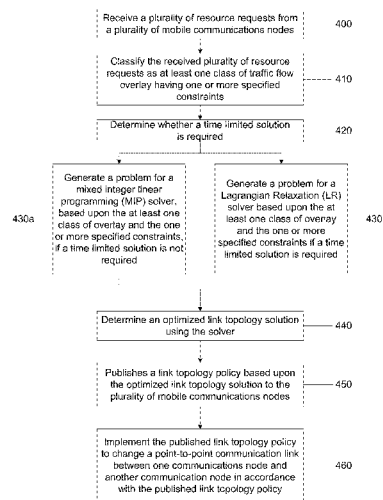 Receive a plurality of resource requests from
a plurality of mobile communications nodes
400
Classify the received plurality of resource
requests as at least one class of traffic flow
overlay having one or more specified
constraints
410
Determine whether a time limited solution
is required
420
Generate a problem for a
mixed integer linear
programming (MIP) solver,
based upon the at least one
class of overlay and the one
or more specified constraints,
if a time limited solution is not
required
430a
Generate a problem for a
Lagrangian Relaxation (LR)
solver based upon the at
least one class of overlay
and the one or more
specified constraints if a time
limited solution is required
430
Determine an optimized link topology solution
using the solver
440
Publishes a link topology policy based upon
the optimized link topology solution to the
plurality of mobile communications nodes
450
Implement the published link topology policy
to change a point-to-point communication link
between one communications node and
another communication node in accordance
with the published link topology policy
460